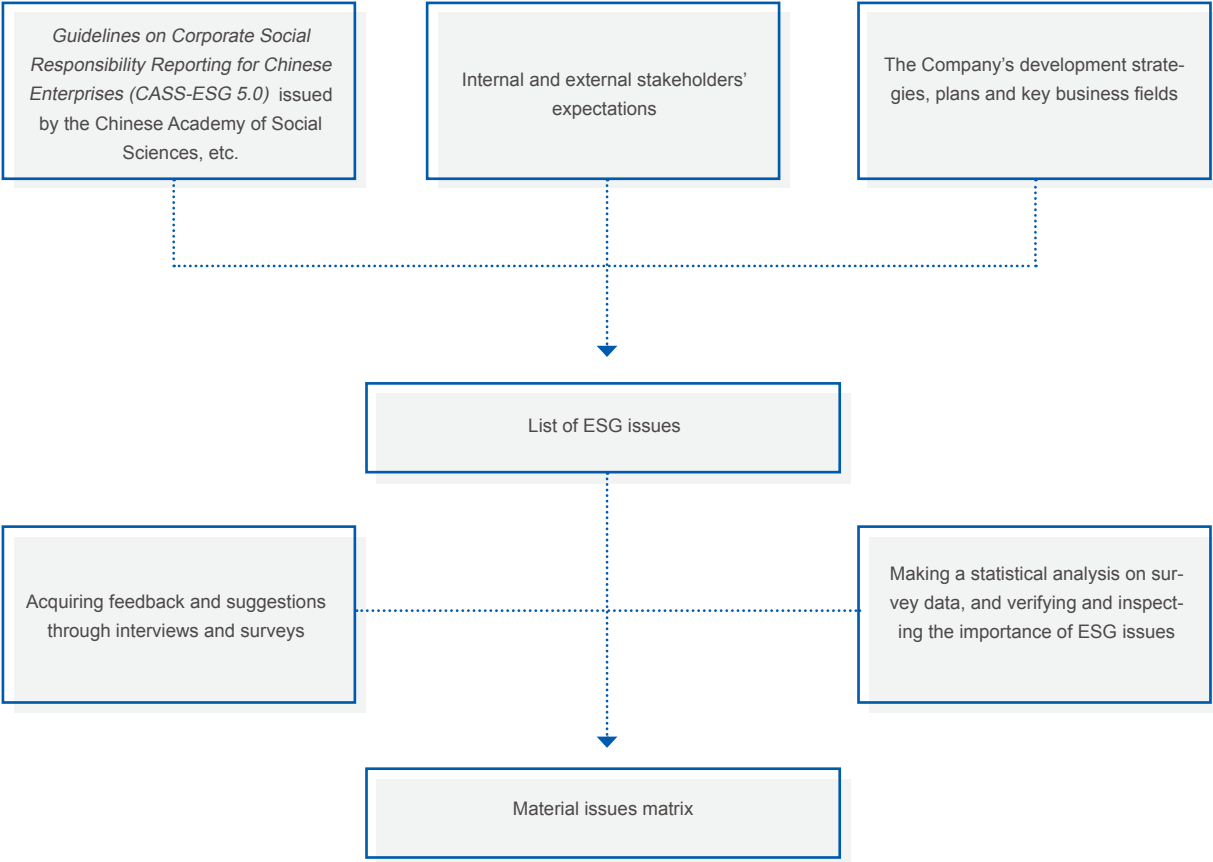 Guidelines on Corporate Social
Responsibility Reporting for Chinese
Enterprises (CASS-ESG 5.0) issued
by the Chinese Academy of Social
Sciences, etc.
Internal and external stakeholders’
expectations
The Company’s development strate-
gies, plans and key business fields
List of ESG issues
Acquiring feedback and suggestions
through interviews and surveys
Making a statistical analysis on sur-
vey data, and verifying and inspect-
ing the importance of ESG issues
Material issues matrix